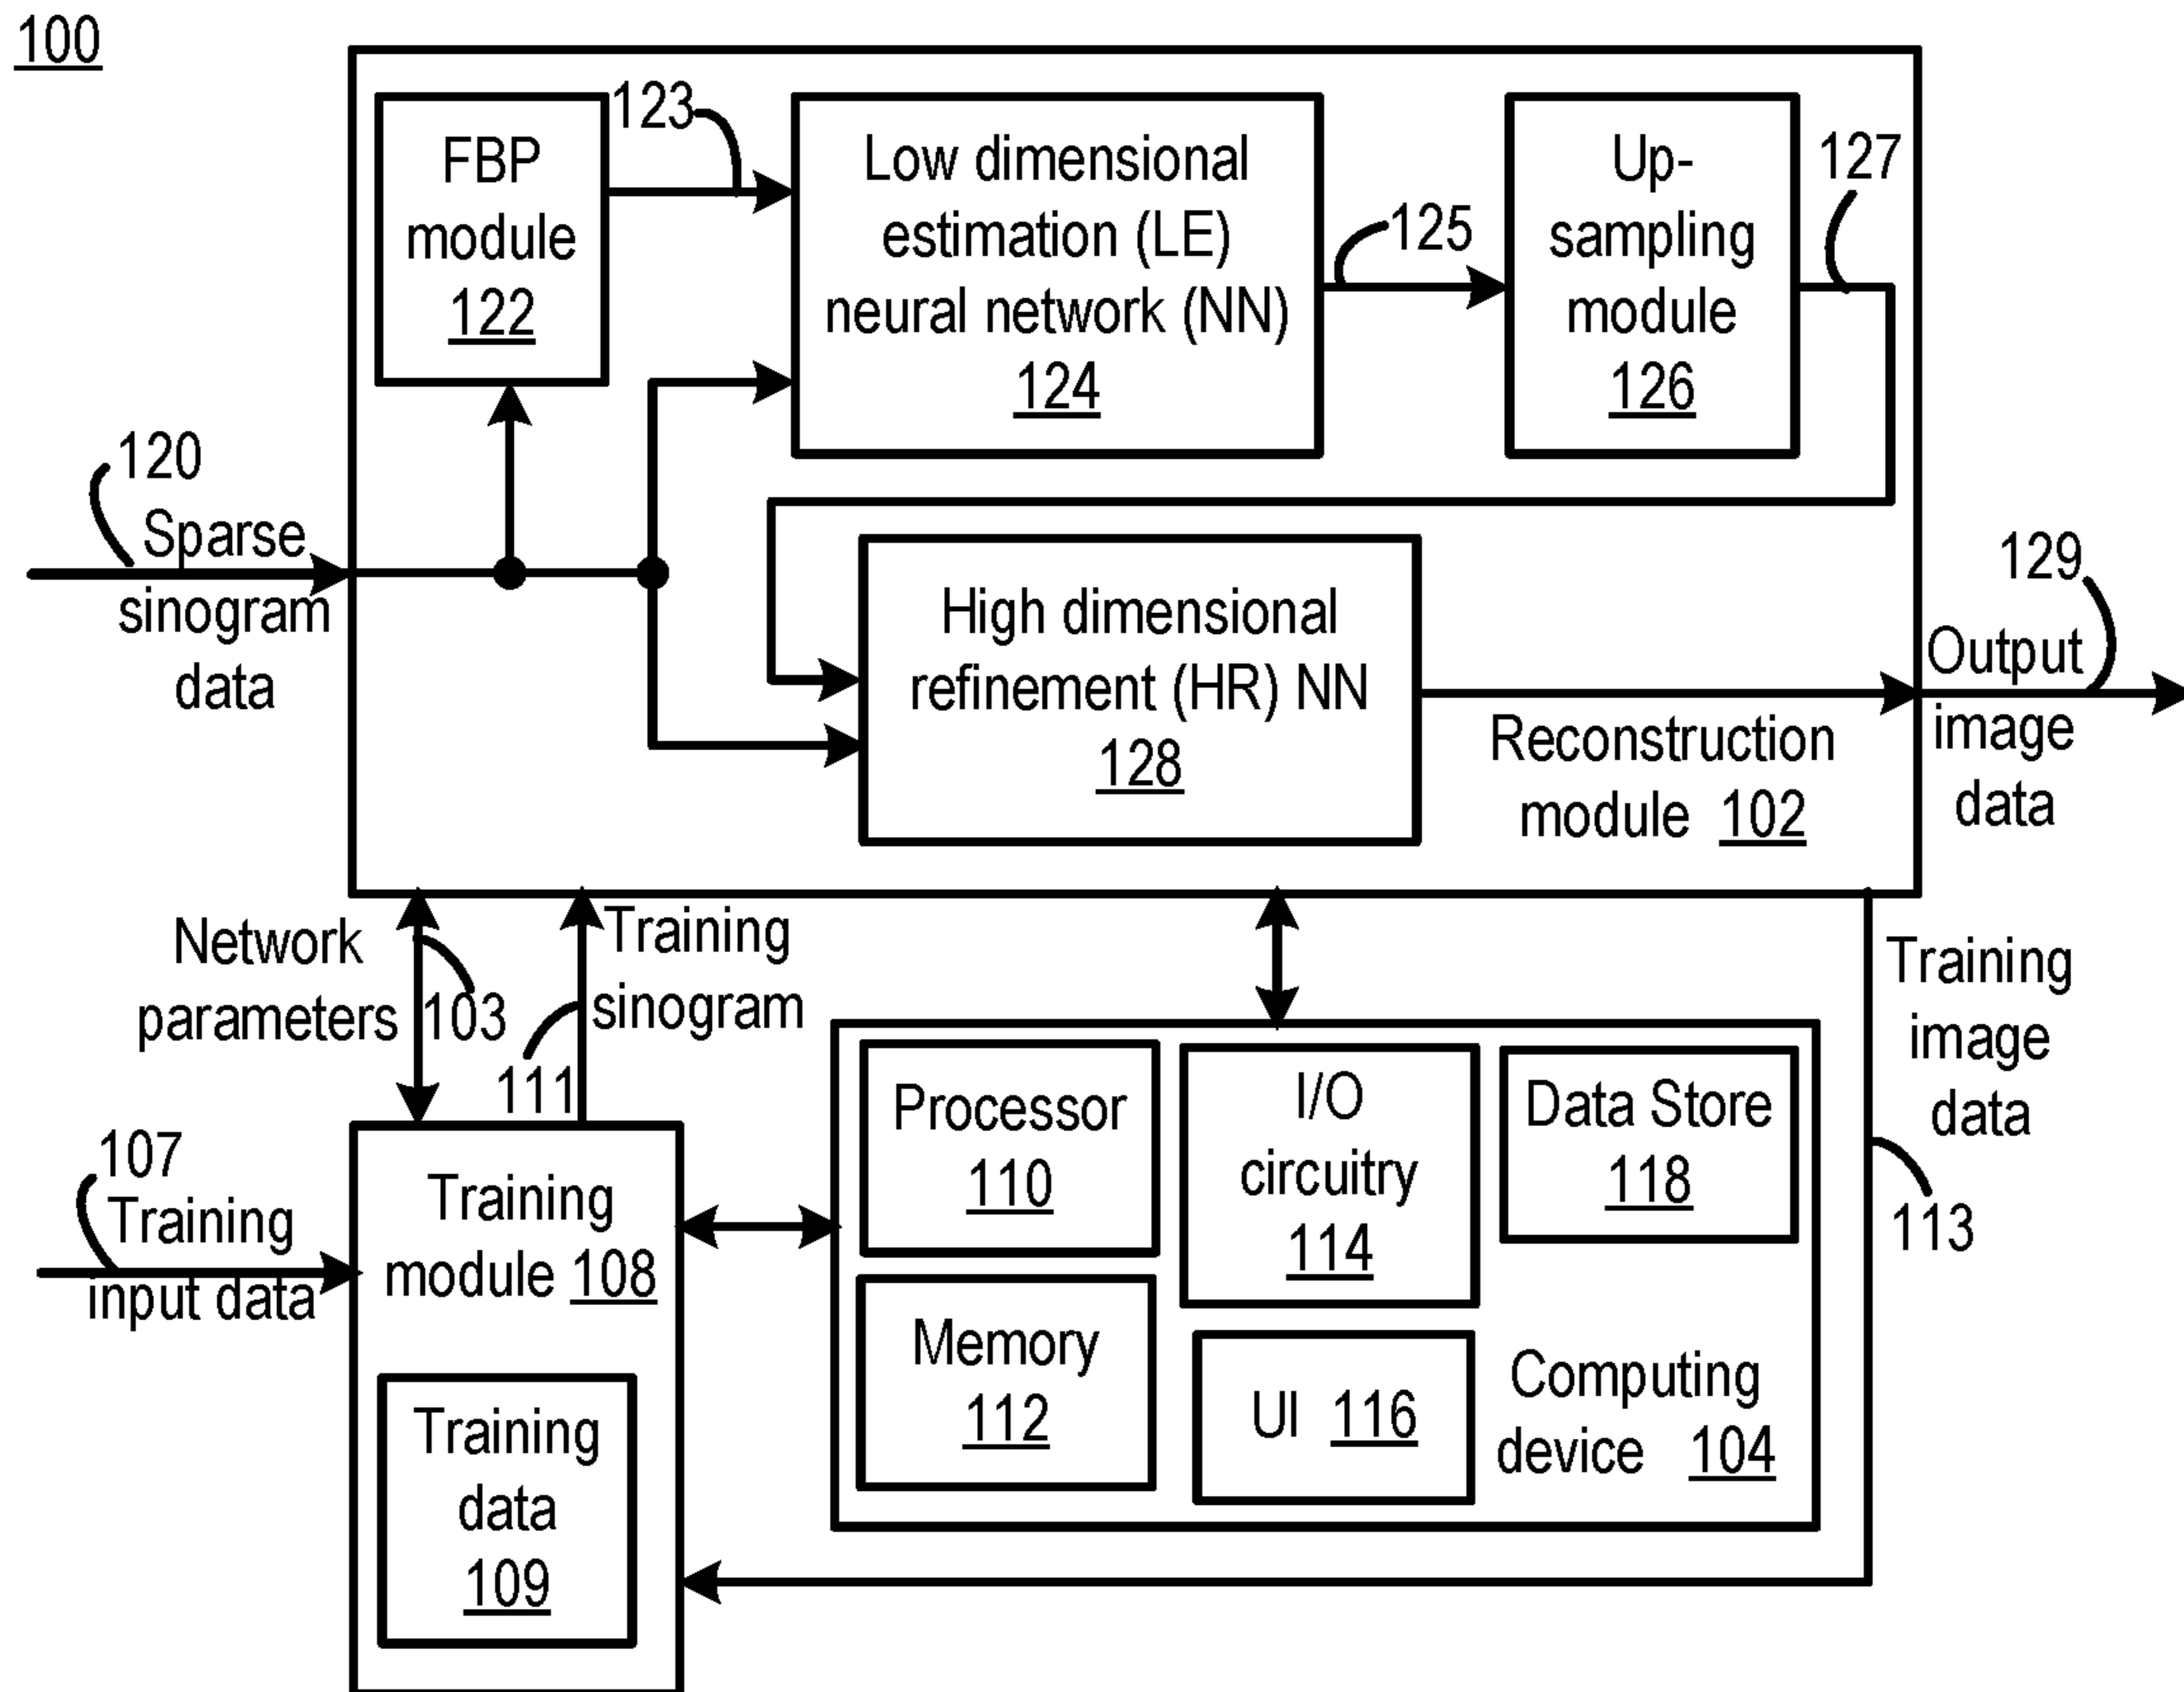 100
FBP
module
122
123
Low dimensional
estimation (LE)
neural network (NN)
124
125
Up-
sampling
module
126
127
120
Sparse
sinogram
data
High dimensional
refinement (HR) NN
128
Reconstruction
module 102
129
Output
image
data
Network
parameters
103
Training
sinogram
111
Training
image
data
113
107
Training
input data
Training
module 108
Training
data
109
Processor
110
I/O
circuitry
114
Data Store
118
Memory
112
UI 116
Computing
device 104